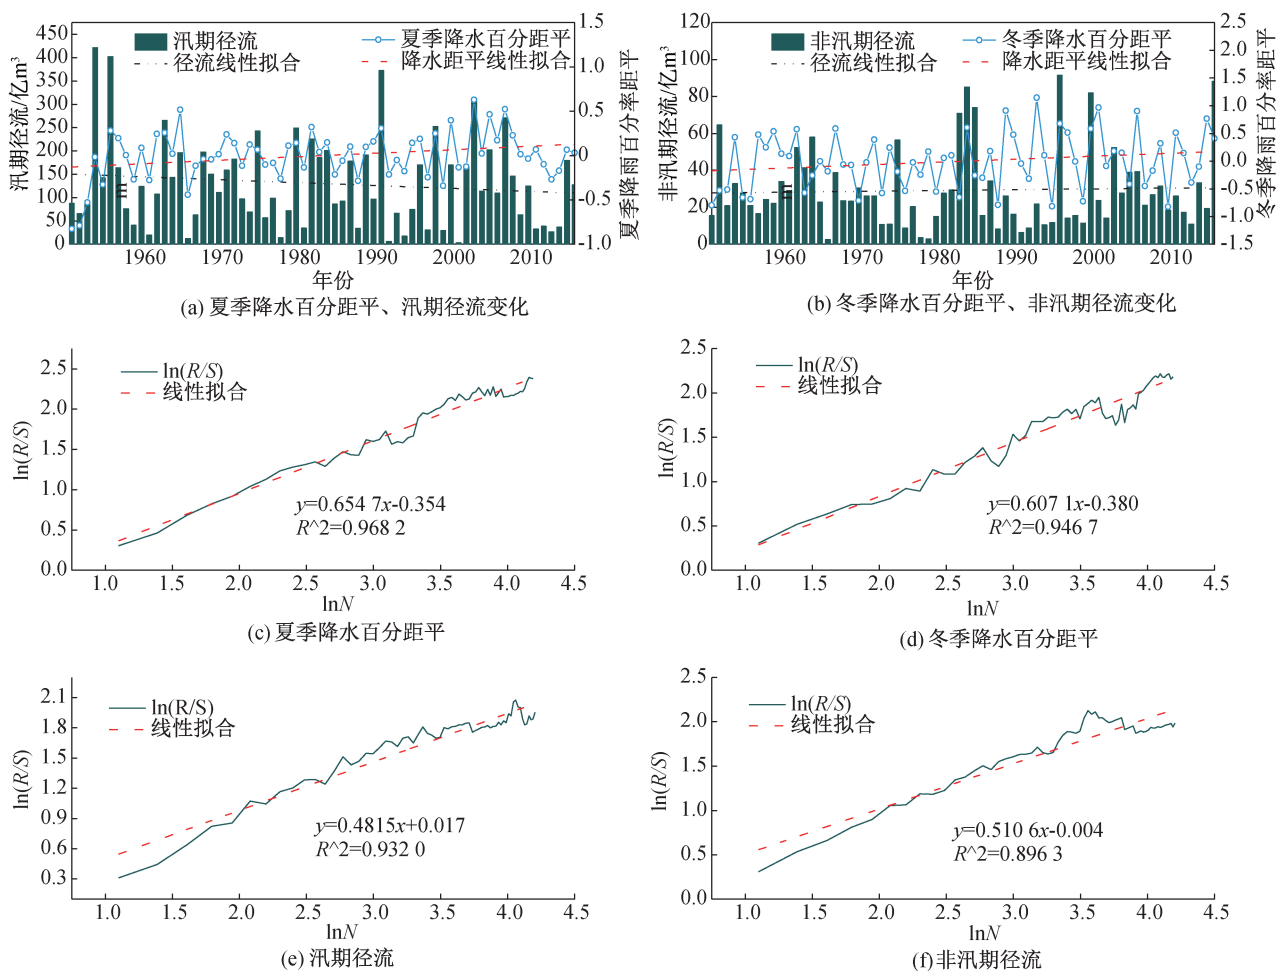 450
400
350
300
250
200
150
100
50
0
汛期径流/亿m³
汛期径流
径流线性拟合
夏季降水百分距平
降水距平线性拟合
1.5
1.0
0.5
0
-0.5
-1.0
夏季降雨百分率距平
m
1960
1970
1980
1990
2000
2010
年份
(a) 夏季降水百分距平、汛期径流变化
120
100
80
60
40
20
0
非汛期径流/亿m³
非汛期径流
径流线性拟合
冬季降水百分距平
降水距平线性拟合
2.5
2.0
1.5
1.0
0.5
0.0
-0.5
-1.0
-1.5
冬季降雨百分率距平
1960
1970
1980
1990
2000
2010
年份
(b) 冬季降水百分距平、非汛期径流变化
2.5
2.0
1.5
1.0
0.5
0.0
ln(R/S)
ln(R/S)
线性拟合
y=0.654 7x-0.354
R^2=0.968 2
1.0 1.5 2.0 2.5 3.0 3.5 4.0 4.5
lnN
(c) 夏季降水百分距平
2.5
2.0
1.5
1.0
0.5
0.0
ln(R/S)
ln(R/S)
线性拟合
y=0.607 1x-0.380
R^2=0.946 7
1.0 1.5 2.0 2.5 3.0 3.5 4.0 4.5
lnN
(d) 冬季降水百分距平
2.1
1.8
1.5
1.2
0.9
0.6
0.3
ln(R/S)
ln(R/S)
线性拟合
y=0.4815x+0.017
R^2=0.932 0
1.0 1.5 2.0 2.5 3.0 3.5 4.0 4.5
lnN
(e) 汛期径流
2.5
2.0
1.5
1.0
0.5
0.0
ln(R/S)
ln(R/S)
线性拟合
y=0.510 6x-0.004
R^2=0.896 3
1.0 1.5 2.0 2.5 3.0 3.5 4.0 4.5
lnN
(f) 非汛期径流